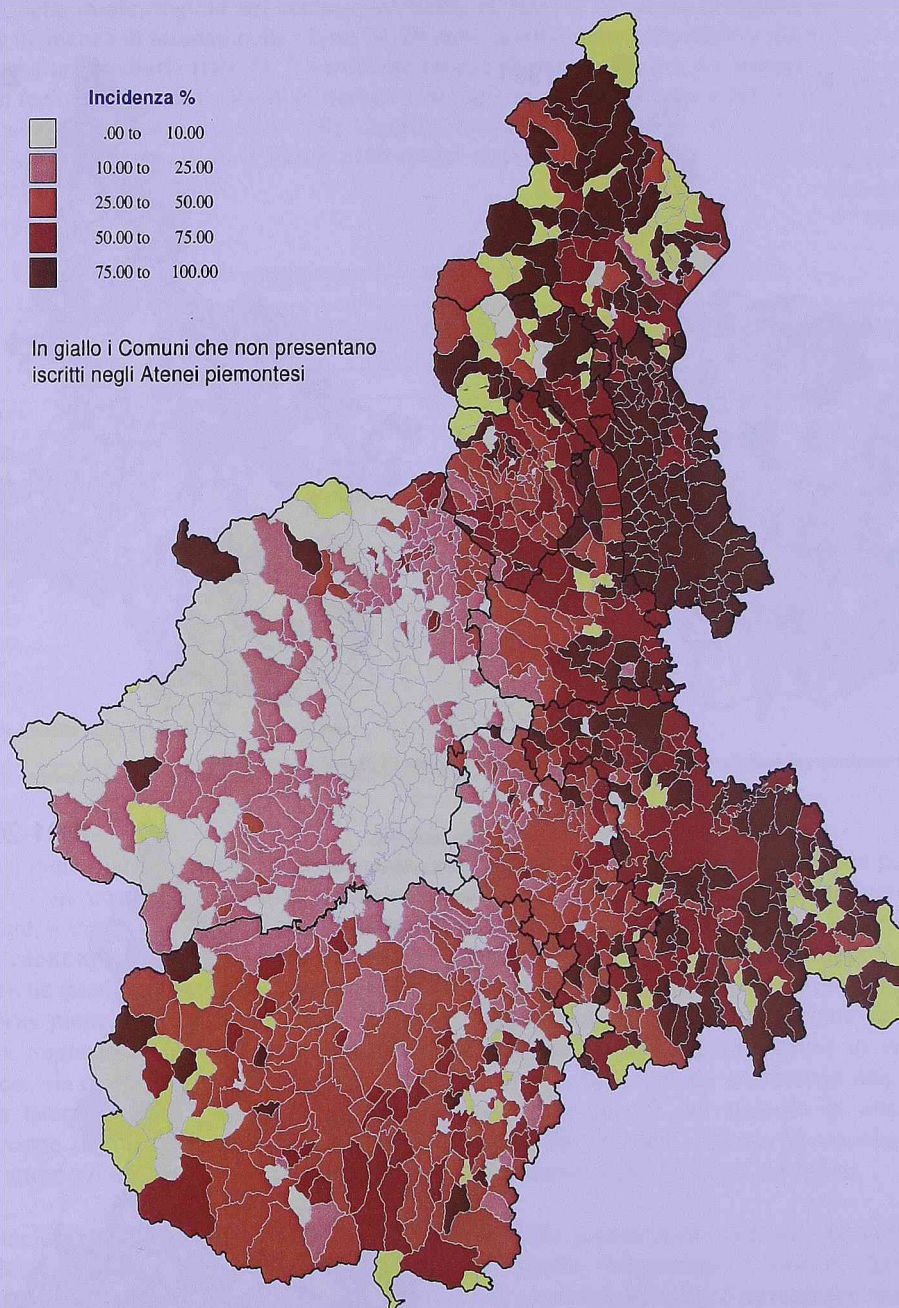 Incidenza %
.00 to 10.00
10.00 to 25.00
25.00 to 50.00
50.00 to 75.00
75.00 to 100.00
In giallo i Comuni che non presentano
iscritti negli Atenei piemontesi